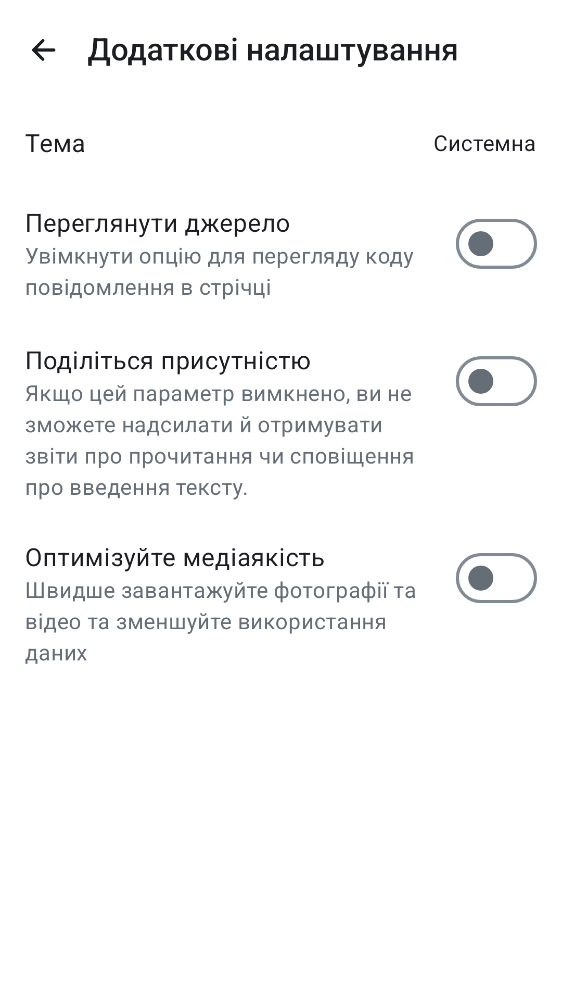 Додаткові налаштування
Тема
Системна
Переглянути джерело
Увімкнути опцію для перегляду коду
повідомлення в стрічці
Поділіться присутністю
Якщо цей параметр вимкнено, ви не
зможете надсилати й отримувати
звіти про прочитання чи сповіщення
про введення тексту.
Оптимізуйте медіаякість
Швидше завантажуйте фотографії та
відео та зменшуйте використання
даних